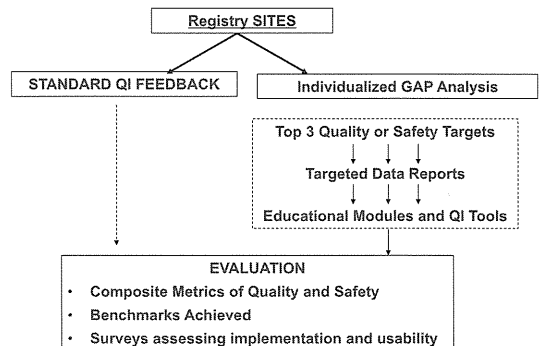 Registry SITES
STANDARD QI FEEDBACK
Individualized GAP Analysis
Top 3 Quality or Safety Targets
Targeted Data Reports
Educational Modules and QI Tools
EVALUATION
• Composite Metrics of Quality and Safety
• Benchmarks Achieved
• Surveys assessing implementation and usability